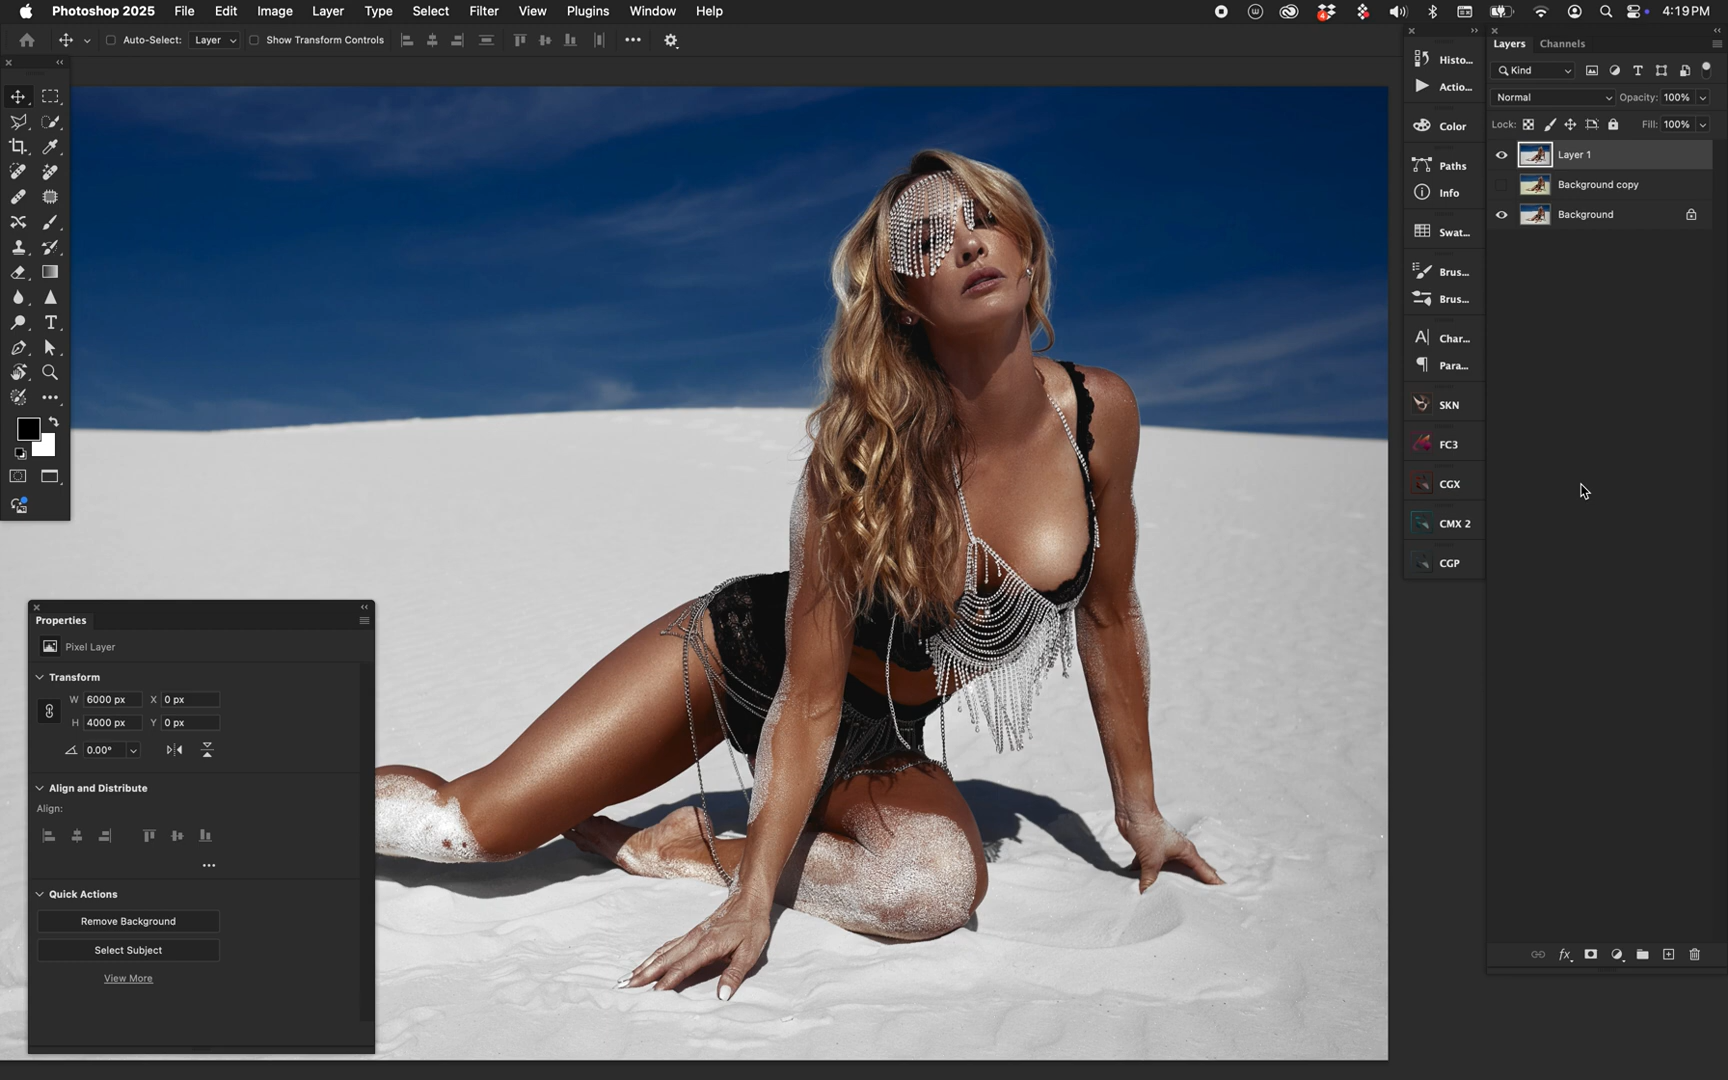 Photoshop 2025 File Edit Image Layer Type Select Filter View Plugins Window Help 4 4:19 PM
Auto-Select: Layer Show Transform Controls
Histo...
Actio...
Color
Paths
Info
Swat...
Brus...
Brus...
Char...
Para...
SKN
FC3
CGX
CMX 2
CGP
Layers Channels
Kind
Normal Opacity: 100%
Lock: Fill: 100%
Layer 1
Background copy
Background
fx
Properties
Pixel Layer
Transform
W 6000 px X 0 px
H 4000 px Y 0 px
0.00°
Align and Distribute
Align:
Quick Actions
Remove Background
Select Subject
View More